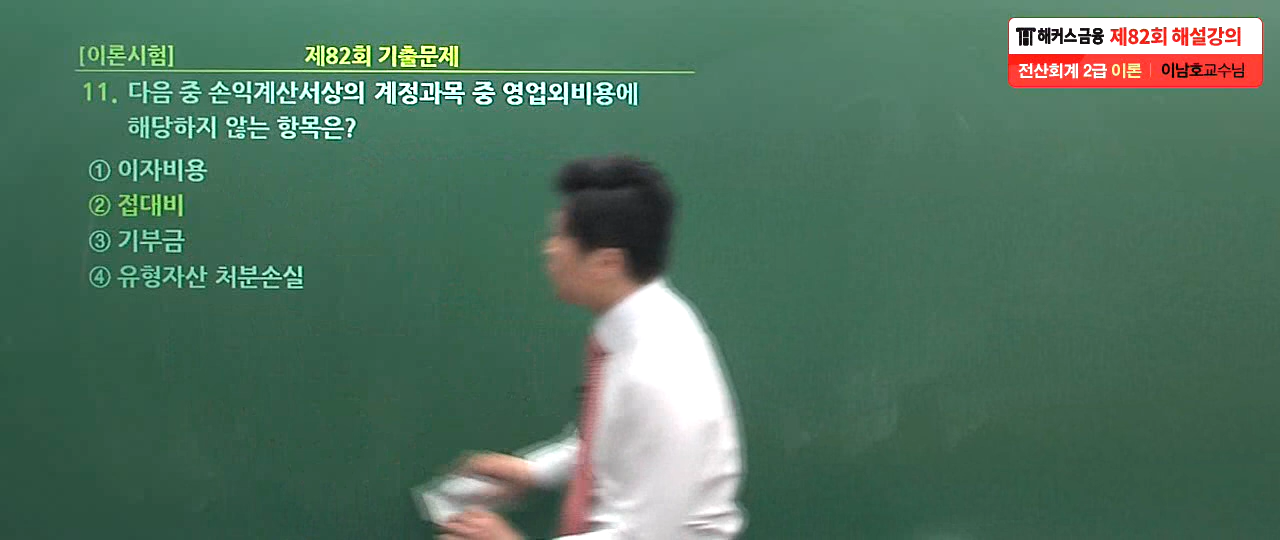 [이론시험] 제82회 기출문제
11. 다음 중 손익계산서상의 계정과목 중 영업외비용에
해당하지 않는 항목은?
① 이자비용
② 접대비
③ 기부금
④ 유형자산 처분손실
해커스금융 제82회 해설강의
전산회계 2급 이론 | 이남호교수님